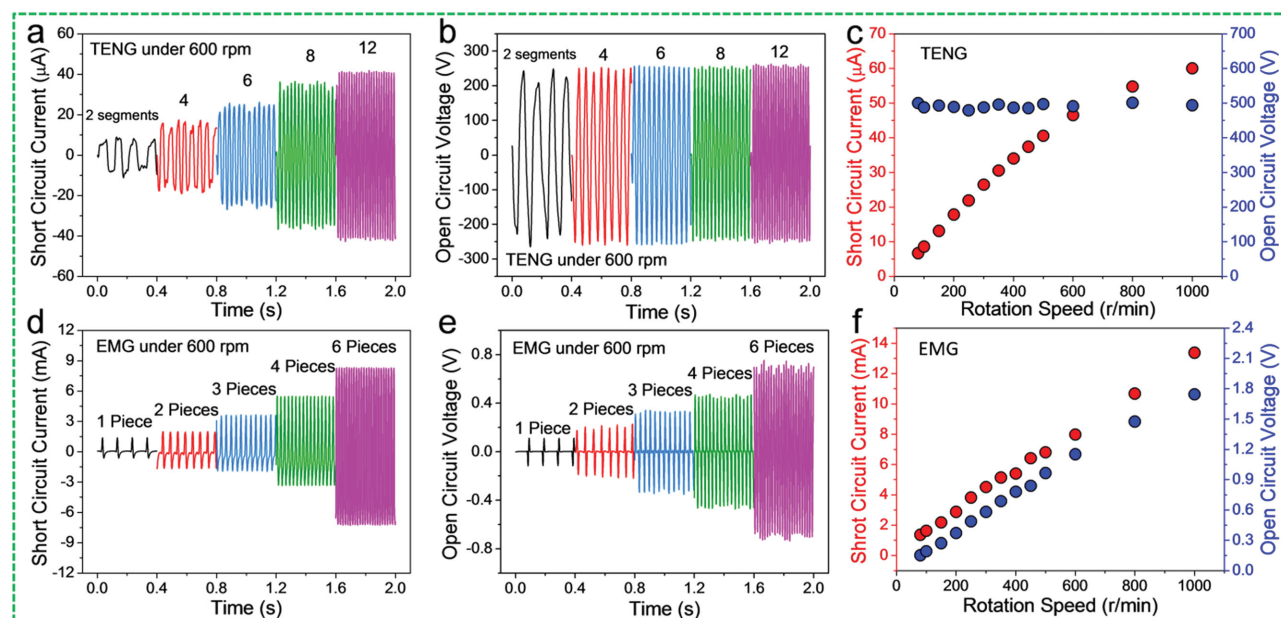 a
TENG under 600 rpm
2 segments
4
6
8
12
60
40
20
0
-20
-40
-60
Short Circuit Current (μA)
0.0 0.4 0.8 1.2 1.6 2.0
Time (s)
b
2 segments 4 6 8 12
300
200
100
0
-100
-200
-300
Open Circuit Voltage (V)
TENG under 600 rpm
0.0 0.4 0.8 1.2 1.6 2.0
Time (s)
c
TENG
70
60
50
40
30
20
10
0
Short Circuit Current (μA)
700
600
500
400
300
200
100
0
Open Circuit Voltage (V)
0 200 400 600 800 1000
Rotation Speed (r/min)
d
EMG under 600 rpm
1 Piece
2 Pieces
3 Pieces
4 Pieces
6 Pieces
12
9
6
3
0
-3
-6
-9
-12
Short Circuit Current (mA)
0.0 0.4 0.8 1.2 1.6 2.0
Time (s)
e
EMG under 600 rpm
1 Piece
2 Pieces
3 Pieces
4 Pieces
6 Pieces
0.8
0.4
0.0
-0.4
-0.8
Open Circuit Voltage (V)
0.0 0.4 0.8 1.2 1.6 2.0
Time (s)
f
EMG
14
12
10
8
6
4
2
0
Shrot Circuit Current (mA)
2.4
2.1
1.8
1.5
1.2
0.9
0.6
0.3
0.0
Open Circuit Voltage (V)
0 200 400 600 800 1000
Rotation Speed (r/min)